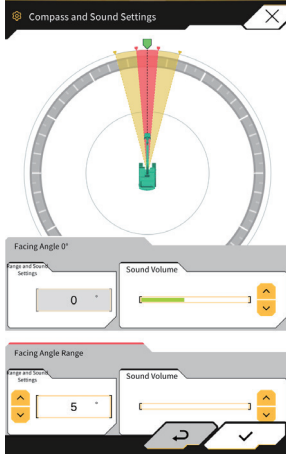 Compass and Sound Settings
Facing Angle 0°
Range and Sound
Settings
Sound Volume
0 °
Facing Angle Range
Range and Sound
Settings
Sound Volume
5 °